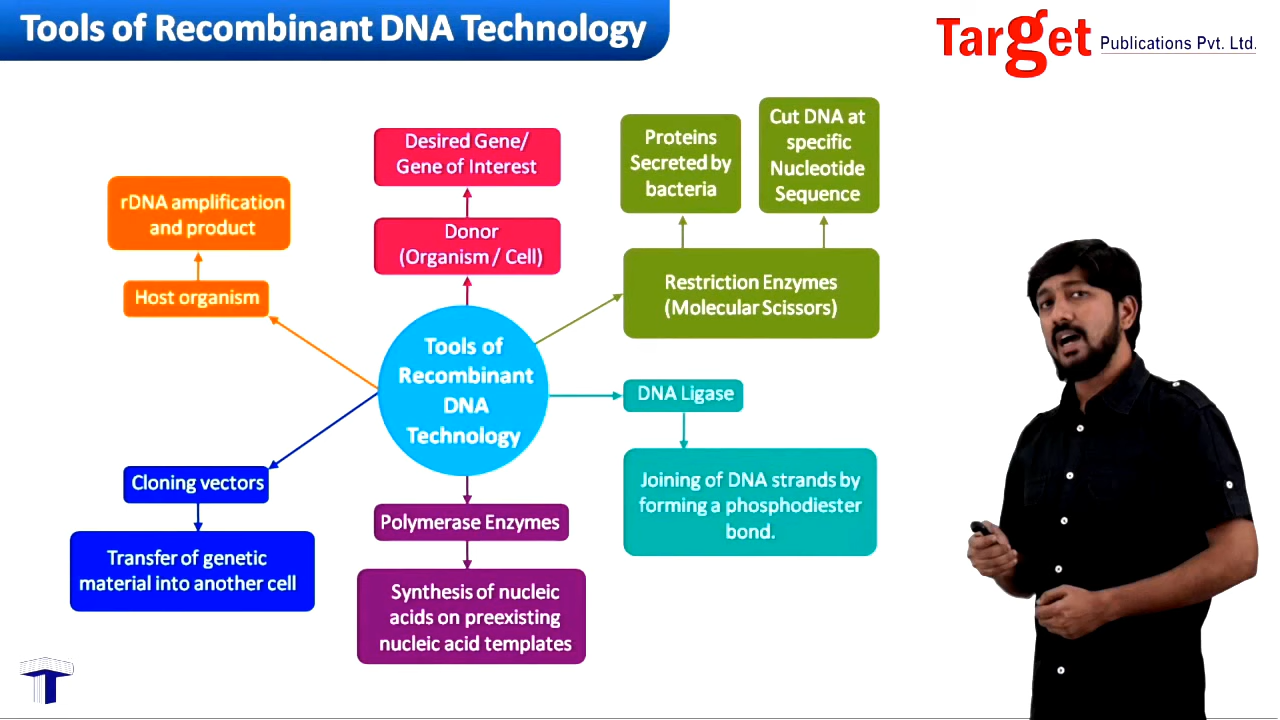 Tools of Recombinant DNA Technology
Target Publications Pvt. Ltd.
Desired Gene/
Gene of Interest
Donor
(Organism / Cell)
Proteins
Secreted by
bacteria
Cut DNA at
specific
Nucleotide
Sequence
Restriction Enzymes
(Molecular Scissors)
rDNA amplification
and product
Host organism
Tools of
Recombinant
DNA
Technology
DNA Ligase
Joining of DNA strands by
forming a phosphodiester
bond.
Cloning vectors
Transfer of genetic
material into another cell
Polymerase Enzymes
Synthesis of nucleic
acids on preexisting
nucleic acid templates